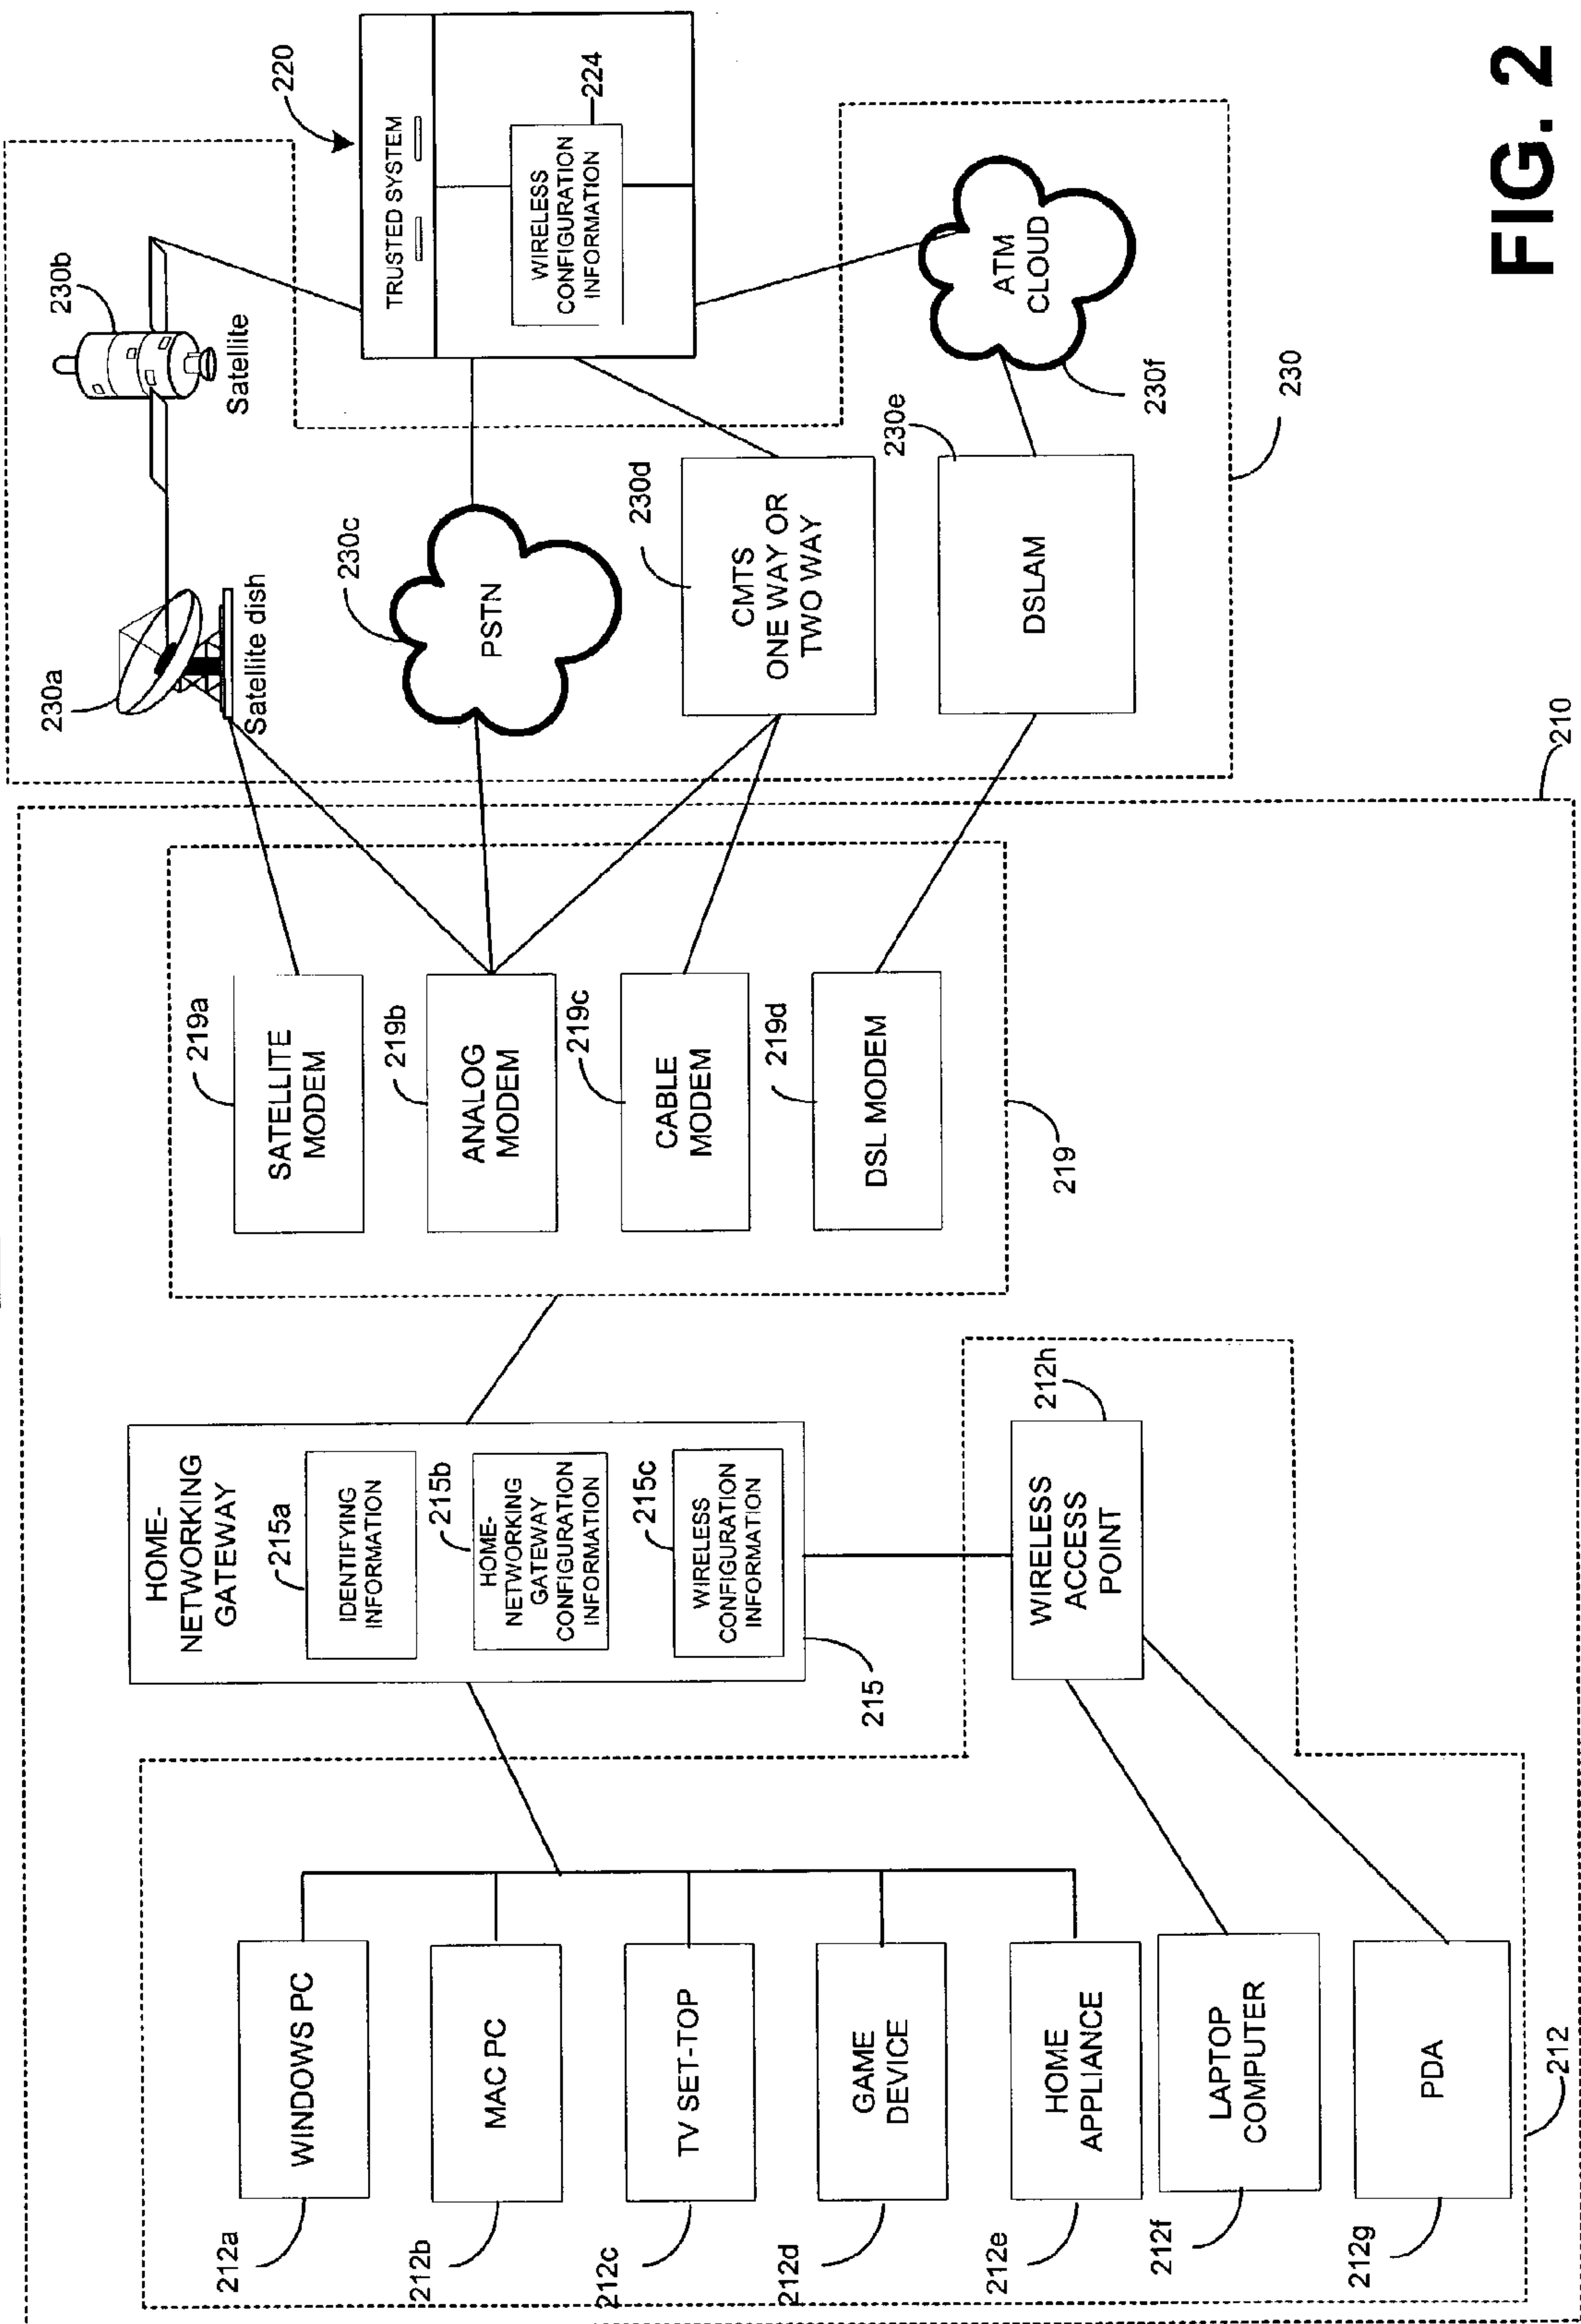 212a
WINDOWS PC
212b
MAC PC
212c
TV SET-TOP
212d
GAME
DEVICE
212e
HOME
APPLIANCE
212f
LAPTOP
COMPUTER
212g
PDA
212
HOME-
NETWORKING
GATEWAY
215a
IDENTIFYING
INFORMATION
215b
HOME-
NETWORKING
GATEWAY
CONFIGURATION
INFORMATION
215c
WIRELESS
CONFIGURATION
INFORMATION
215
212h
WIRELESS
ACCESS
POINT
219a
SATELLITE
MODEM
219b
ANALOG
MODEM
219c
CABLE
MODEM
219d
DSL MODEM
219
210
230a
Satellite dish
230b
Satellite
230c
PSTN
230d
CMTS
ONE WAY OR
TWO WAY
230e
DSLAM
230f
ATM
CLOUD
230
220
TRUSTED SYSTEM
224
WIRELESS
CONFIGURATION
INFORMATION
FIG. 2